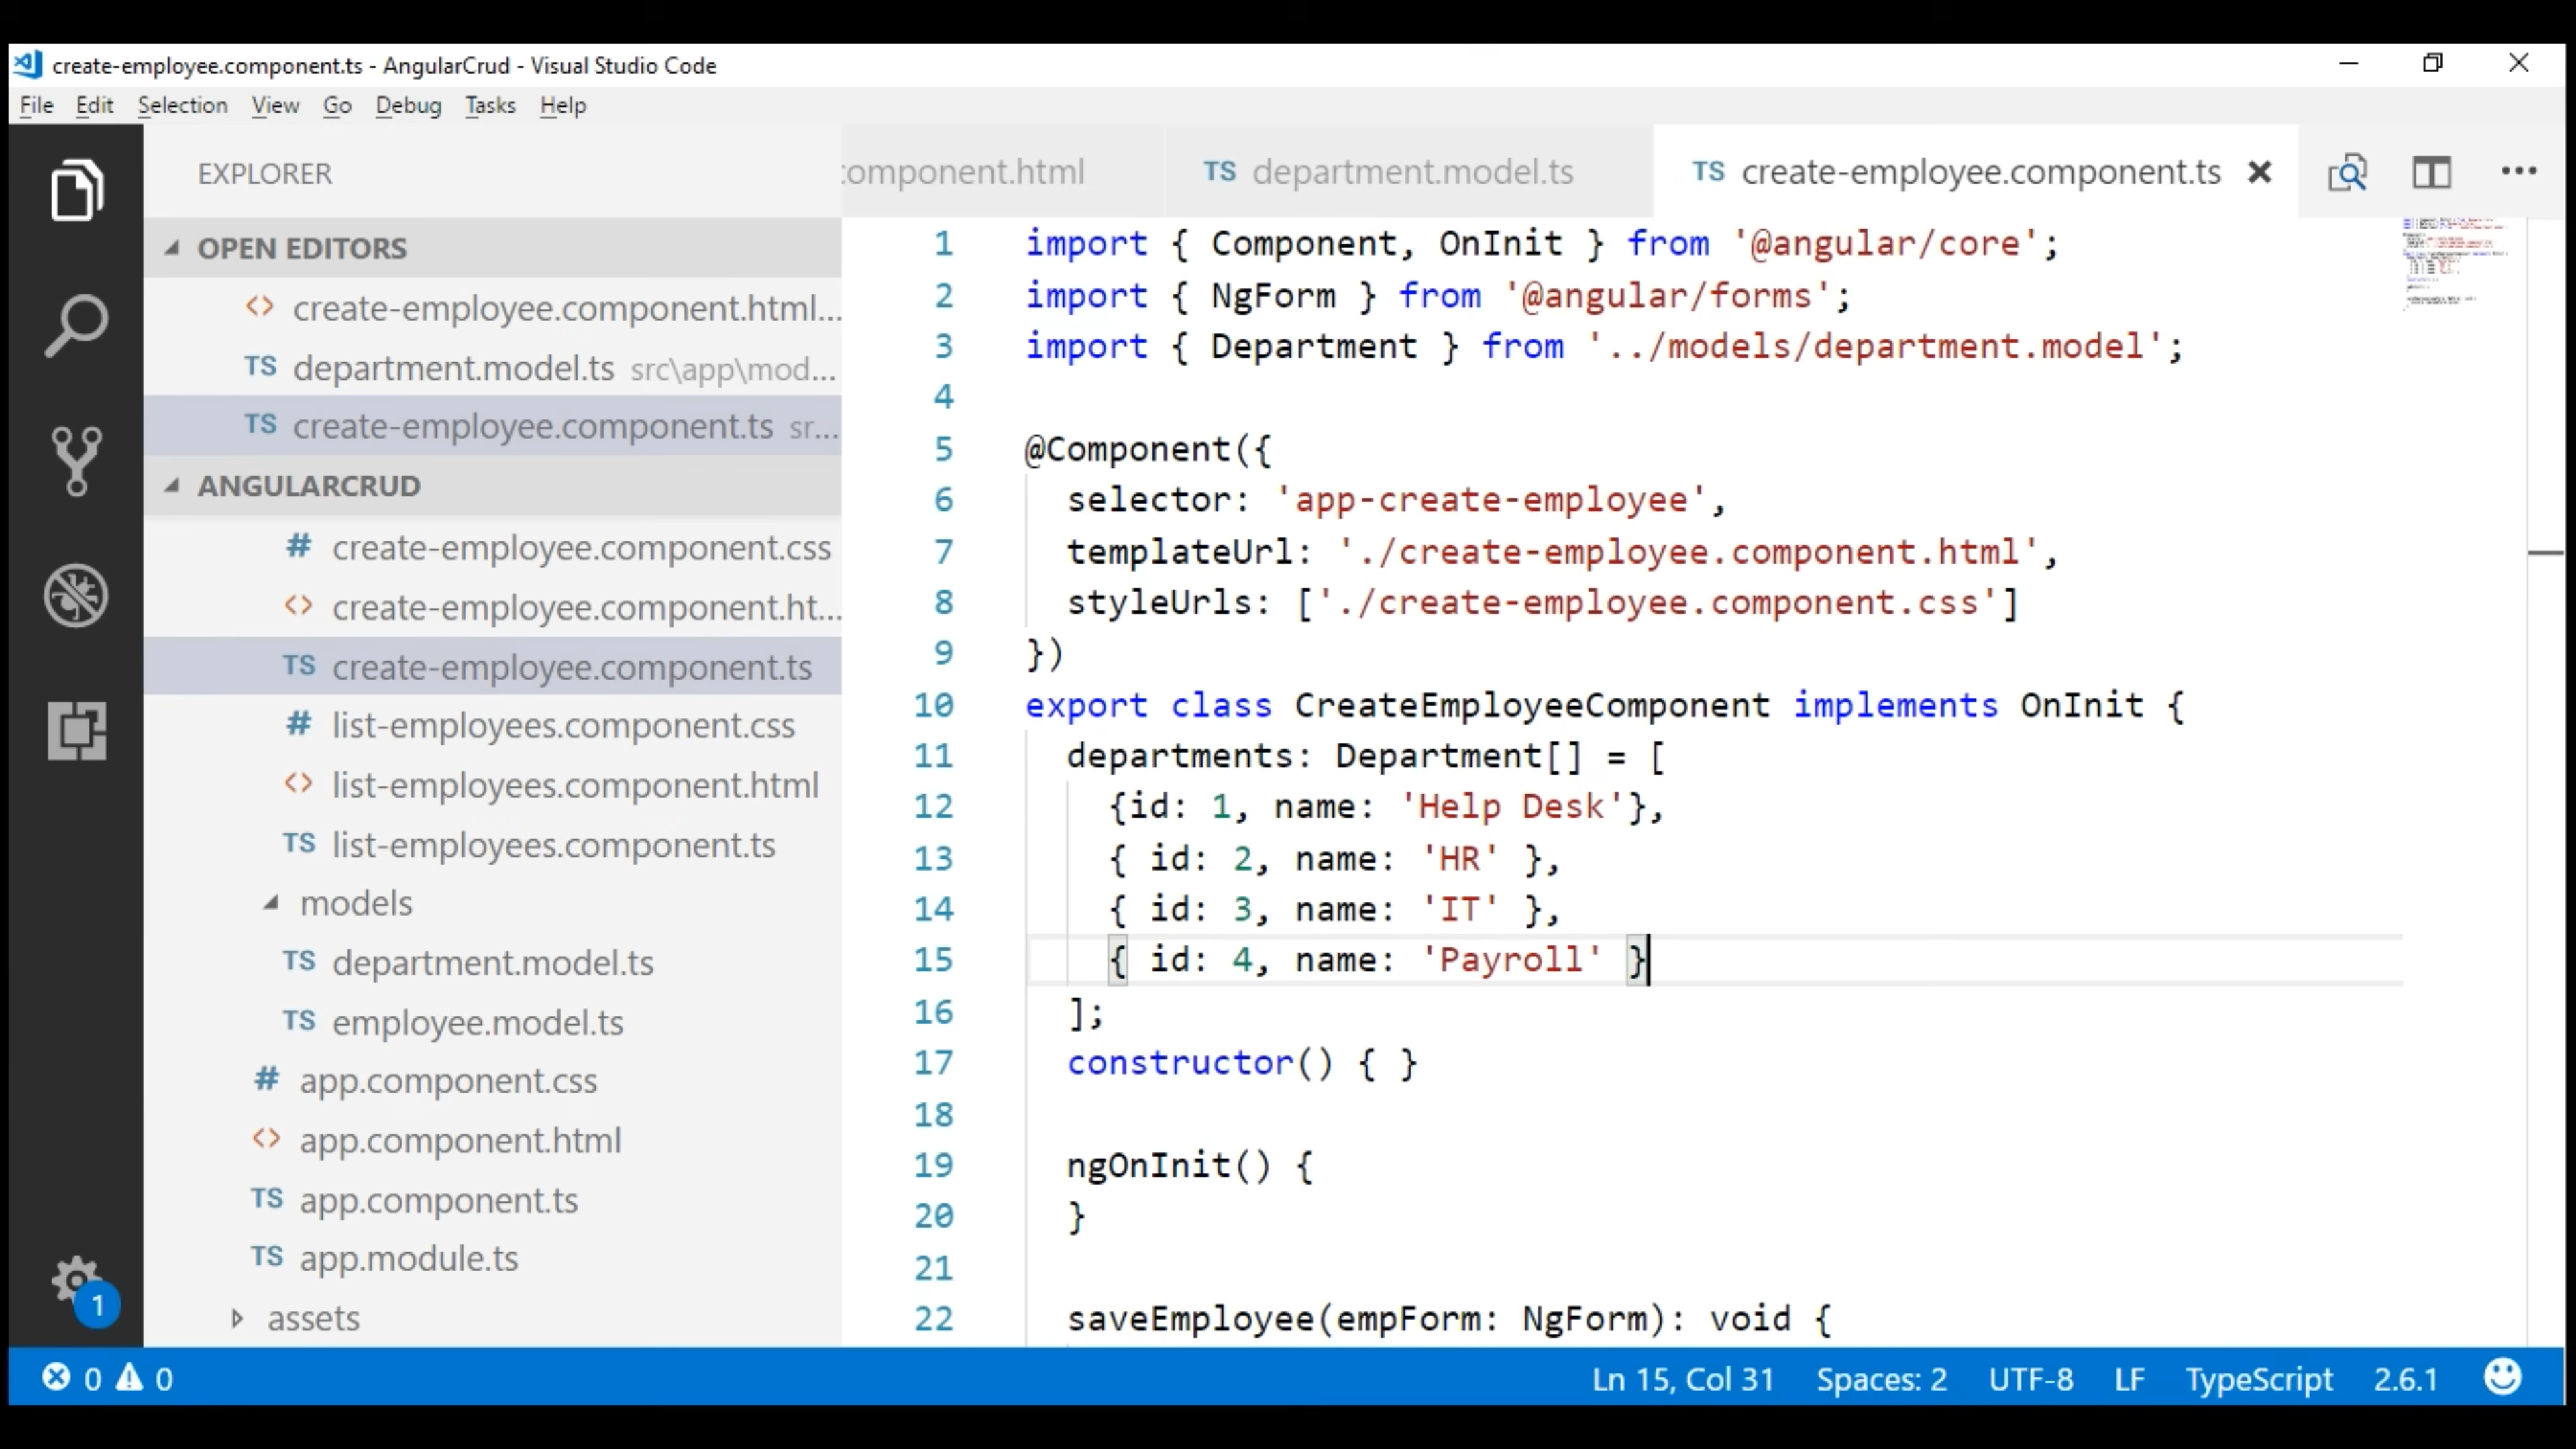 create-employee.component.ts - AngularCrud - Visual Studio Code
File Edit Selection View Go Debug Tasks Help
EXPLORER
OPEN EDITORS
create-employee.component.html...
TS department.model.ts src\app\mod...
TS create-employee.component.ts sr...
ANGULARCRUD
# create-employee.component.css
<> create-employee.component.ht...
TS create-employee.component.ts
# list-employees.component.css
<> list-employees.component.html
TS list-employees.component.ts
models
TS department.model.ts
TS employee.model.ts
# app.component.css
<> app.component.html
TS app.component.ts
TS app.module.ts
assets
1
omponent.html TS department.model.ts TS create-employee.component.ts
1 import { Component, OnInit } from '@angular/core';
2 import { NgForm } from '@angular/forms';
3 import { Department } from '../models/department.model';
4
5 @Component({
6 selector: 'app-create-employee',
7 templateUrl: './create-employee.component.html',
8 styleUrls: ['./create-employee.component.css']
9 })
10 export class CreateEmployeeComponent implements OnInit {
11 departments: Department[] = [
12 {id: 1, name: 'Help Desk'},
13 { id: 2, name: 'HR' },
14 { id: 3, name: 'IT' },
15 { id: 4, name: 'Payroll' }
16 ];
17 constructor() { }
18
19 ngOnInit() {
20 }
21
22 saveEmployee(empForm: NgForm): void {
0 0 Ln 15, Col 31 Spaces: 2 UTF-8 LF TypeScript 2.6.1